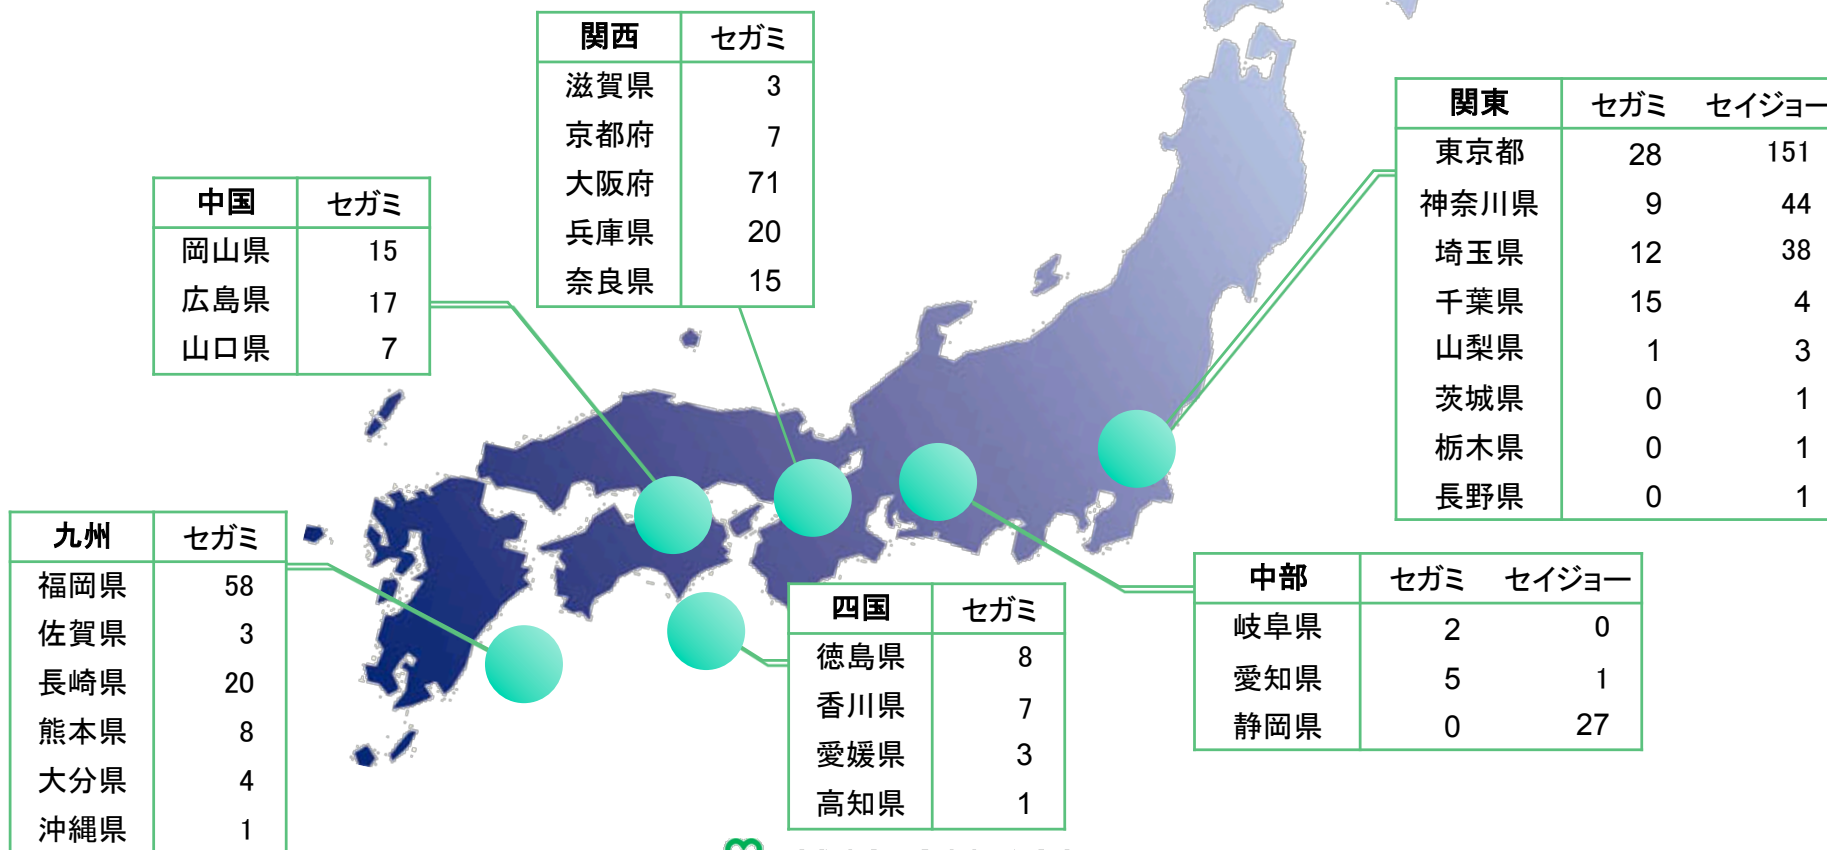 関西 セガミ
滋賀県 3
京都府 7
大阪府 71
兵庫県 20
奈良県 15
関東 セガミ セイジョー
東京都 28 151
神奈川県 9 44
埼玉県 12 38
千葉県 15 4
山梨県 1 3
茨城県 0 1
栃木県 0 1
長野県 0 1
中国 セガミ
岡山県 15
広島県 17
山口県 7
九州 セガミ
福岡県 58
佐賀県 3
長崎県 20
熊本県 8
大分県 4
沖縄県 1
四国 セガミ
徳島県 8
香川県 7
愛媛県 3
高知県 1
中部 セガミ セイジョー
岐阜県 2 0
愛知県 5 1
静岡県 0 27